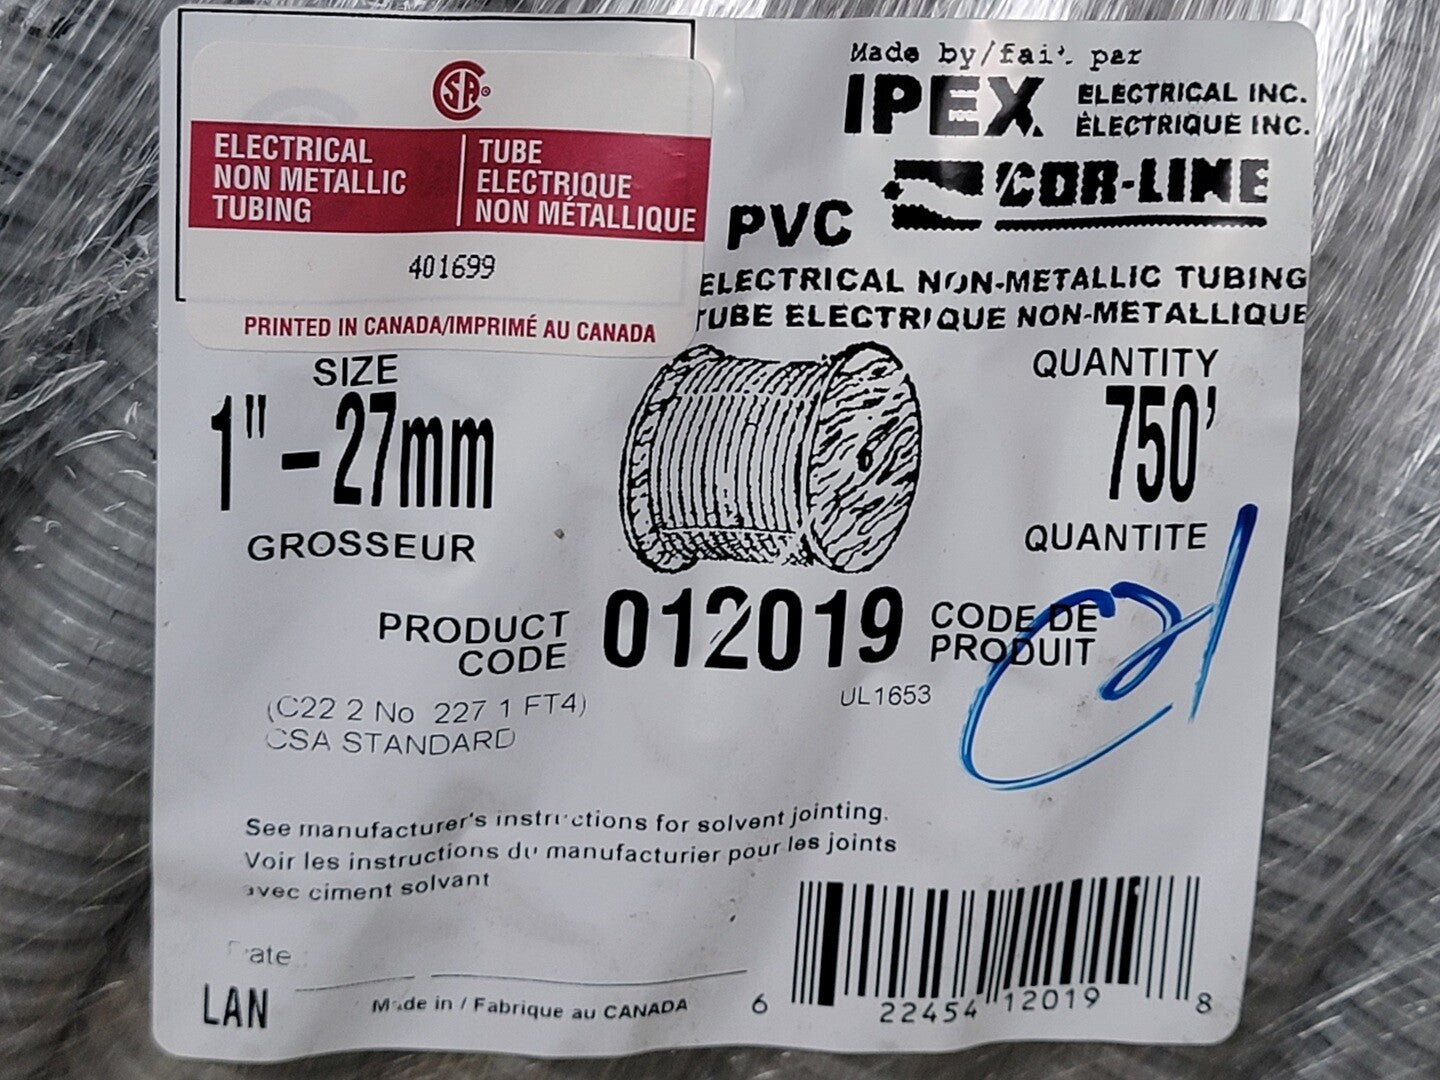 CSA®
ELECTRICAL
NON METALLIC
TUBING
TUBE
ELECTRIQUE
NON MÉTALLIQUE
401699
PRINTED IN CANADA/IMPRIMÉ AU CANADA
Made by/fait par
IPEX
ELECTRICAL INC.
ÉLECTRIQUE INC.
PVC
COR-LINE
ELECTRICAL NON-METALLIC TUBING
TUBE ELECTRIQUE NON-METALLIQUE
SIZE
1" - 27mm
GROSSEUR
QUANTITY
750'
QUANTITE
PRODUCT
CODE
012019
CODE DE
PRODUIT
UL1653
(C22 2 No 227 1 FT4)
CSA STANDARD
See manufacturer's instructions for solvent jointing.
Voir les instructions du manufacturier pour les joints
avec ciment solvant
Date :
LAN
Made in / Fabrique au CANADA
6 22454 12019 8